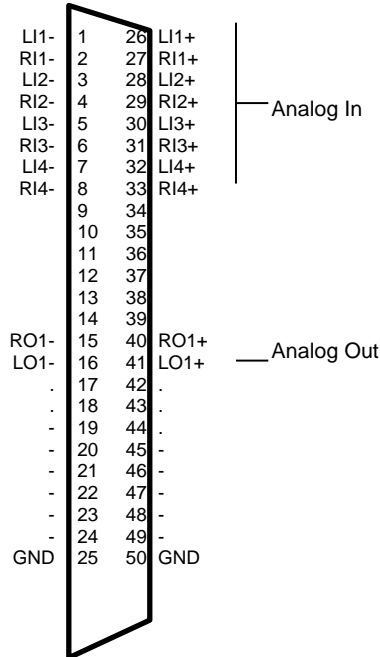 LI1- 1 26 LI1+
RI1- 2 27 RI1+
LI2- 3 28 LI2+
RI2- 4 29 RI2+
LI3- 5 30 LI3+
RI3- 6 31 RI3+
LI4- 7 32 LI4+
RI4- 8 33 RI4+
Analog In
9 34
10 35
11 36
12 37
13 38
14 39
RO1- 15 40 RO1+
LO1- 16 41 LO1+
Analog Out
. 17 42 .
. 18 43 .
- 19 44 .
- 20 45 -
- 21 46 -
- 22 47 -
- 23 48 -
- 24 49 -
GND 25 50 GND